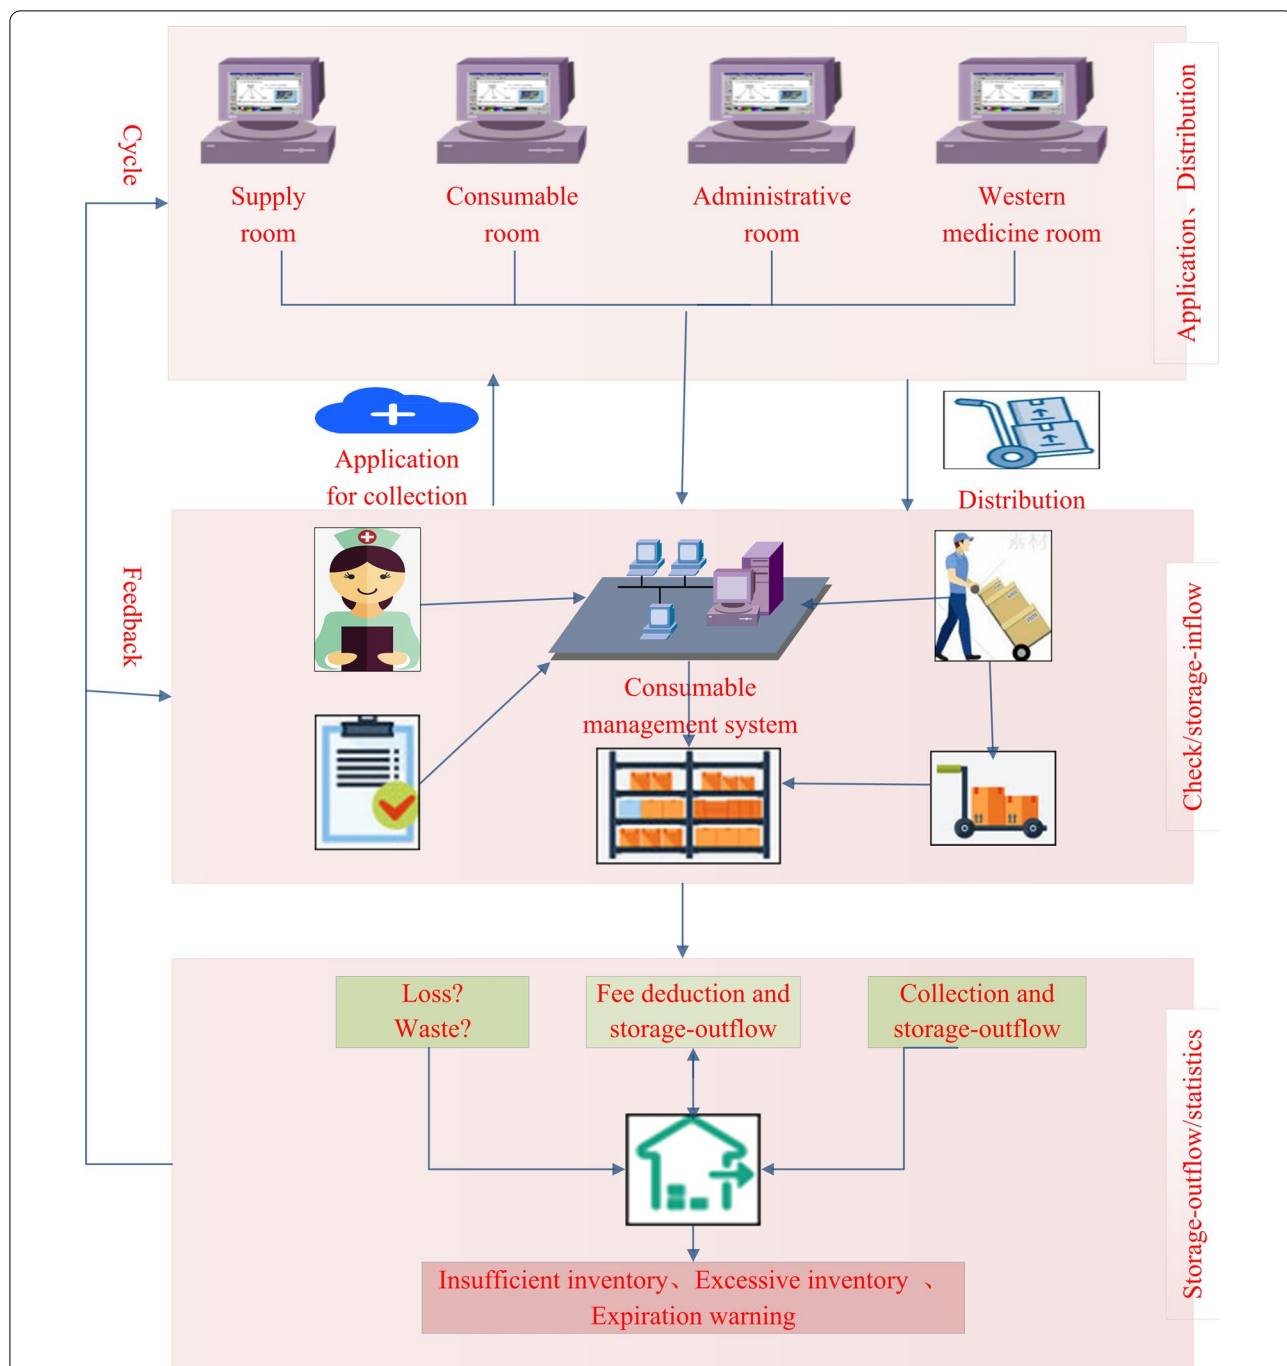 Cycle
Supply
room
Consumable
room
Administrative
room
Western
medicine room
Application、Distribution
Application
for collection
Distribution
Feedback
素材
Consumable
management system
Check/storage-inflow
Loss?
Waste?
Fee deduction and
storage-outflow
Collection and
storage-outflow
Storage-outflow/statistics
Insufficient inventory、Excessive inventory 、
Expiration warning